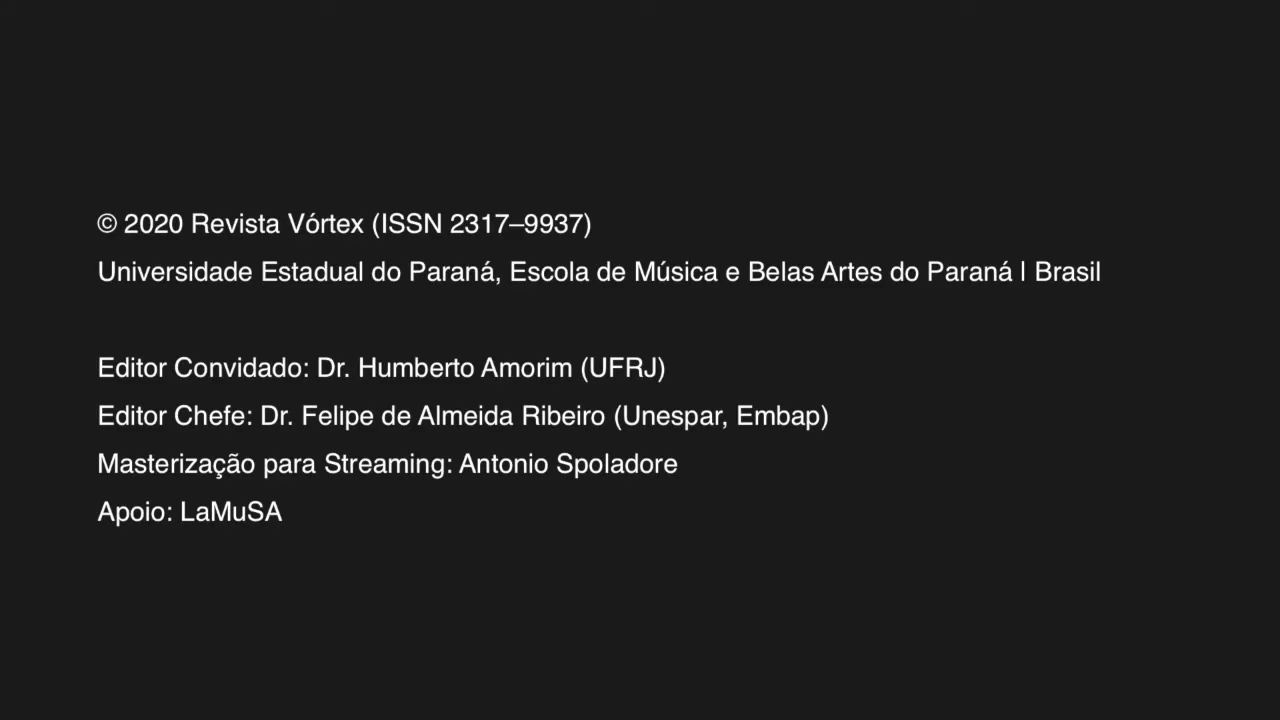 © 2020 Revista Vórtex (ISSN 2317–9937)
Universidade Estadual do Paraná, Escola de Música e Belas Artes do Paraná | Brasil
Editor Convidado: Dr. Humberto Amorim (UFRJ)
Editor Chefe: Dr. Felipe de Almeida Ribeiro (Unespar, Embap)
Masterização para Streaming: Antonio Spoladore
Apoio: LaMuSA